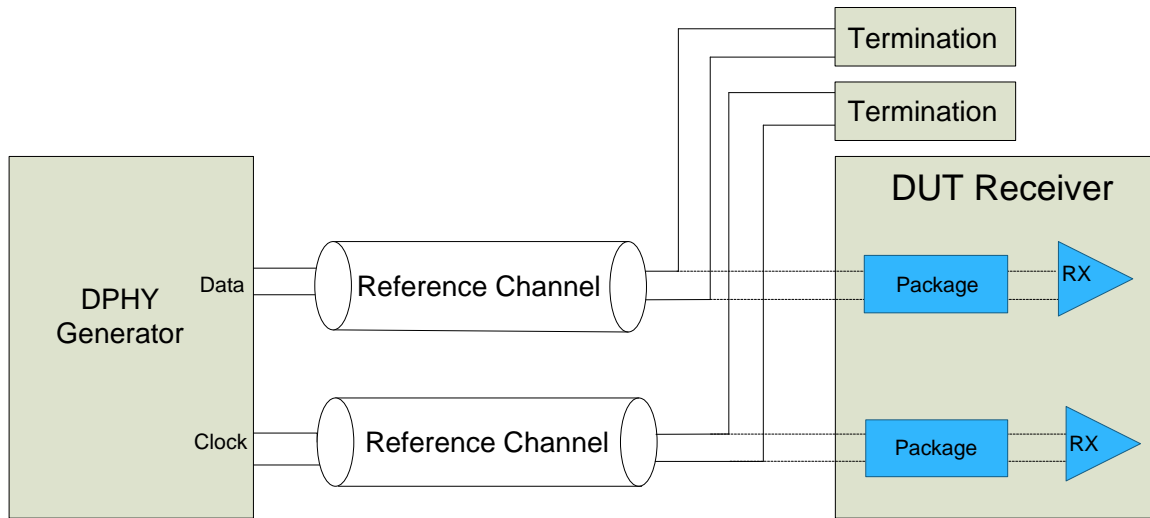 Termination
Termination
DUT Receiver
DPHY
Generator
Data
Reference Channel
Package
RX
Clock
Reference Channel
Package
RX